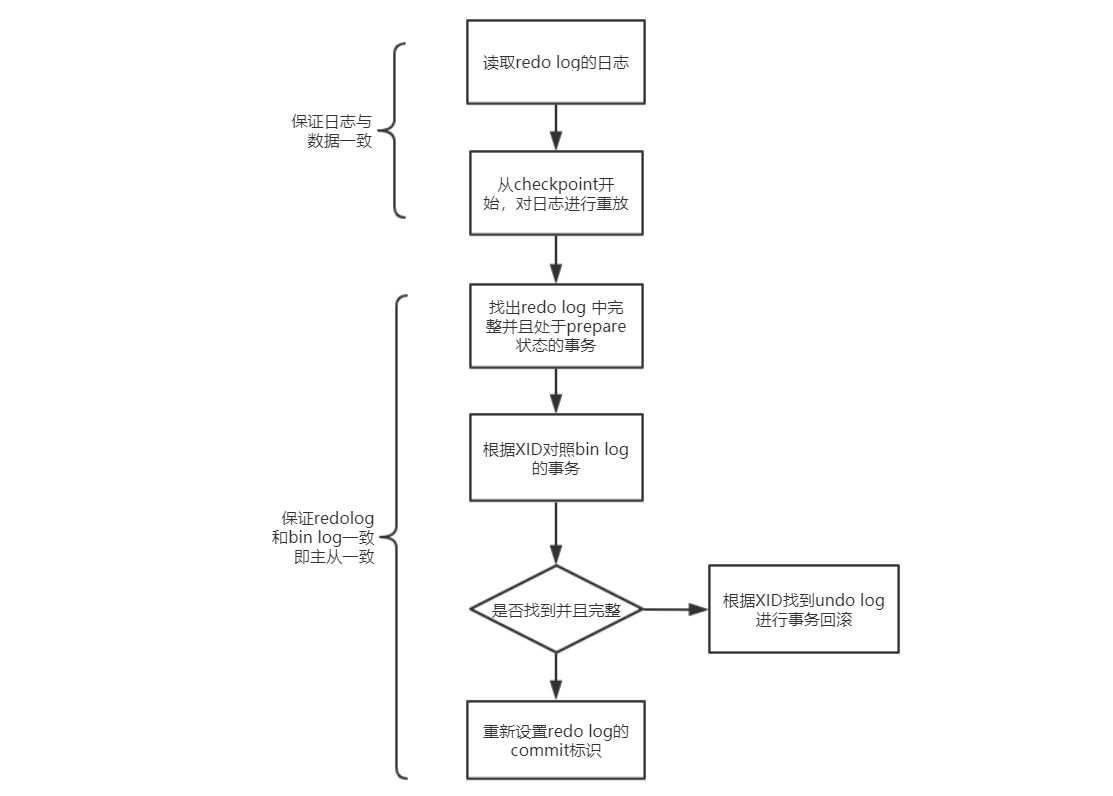 读取redo log的日志
保证日志与
数据一致
从checkpoint开
始，对日志进行重放
找出redo log 中完
整并且处于prepare
状态的事务
根据XID对照bin log
的事务
保证redolog
和bin log一致
即主从一致
是否找到并且完整
根据XID找到undo log
进行事务回滚
重新设置redo log的
commit标识